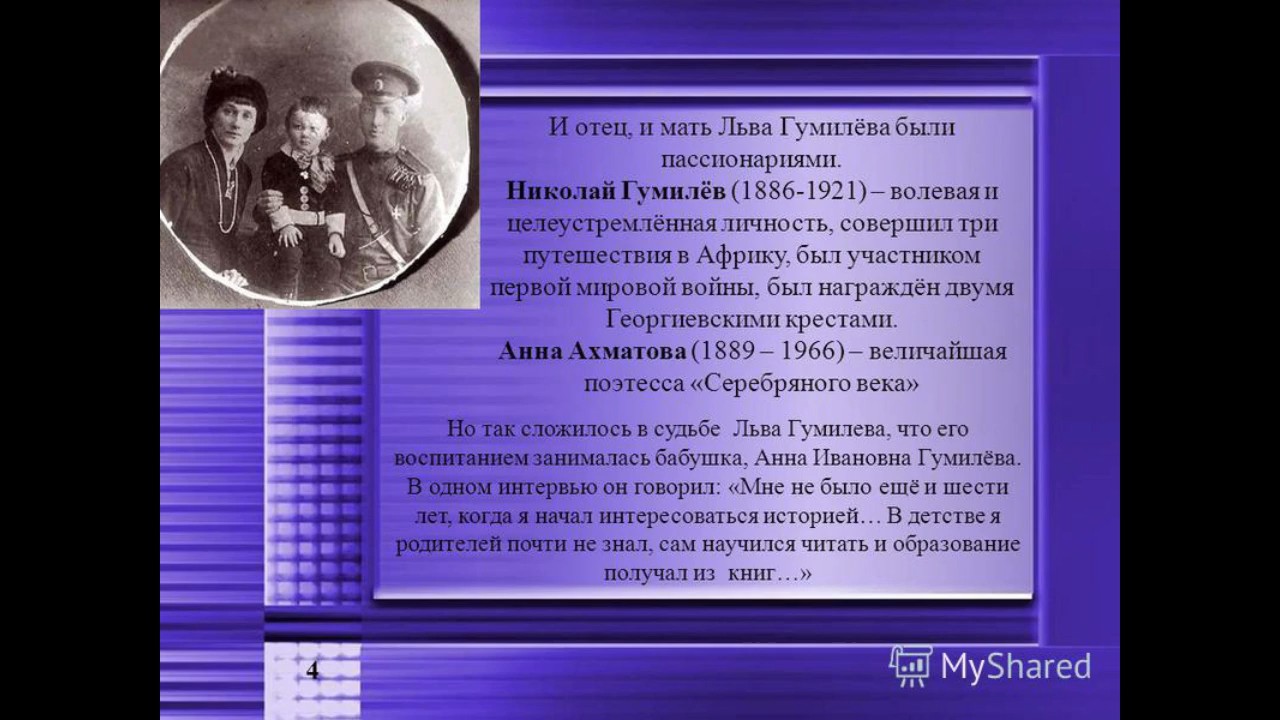 И отец, и мать Льва Гумилёва были
пассионариями.
Николай Гумилёв (1886-1921) – волевая и
целеустремлённая личность, совершил три
путешествия в Африку, был участником
первой мировой войны, был награждён двумя
Георгиевскими крестами.
Анна Ахматова (1889 – 1966) – величайшая
поэтесса «Серебряного века»
Но так сложилось в судьбе Льва Гумилева, что его
воспитанием занималась бабушка, Анна Ивановна Гумилёва.
В одном интервью он говорил: «Мне не было ещё и шести
лет, когда я начал интересоваться историей… В детстве я
родителей почти не знал, сам научился читать и образование
получал из книг…»
4
MyShared